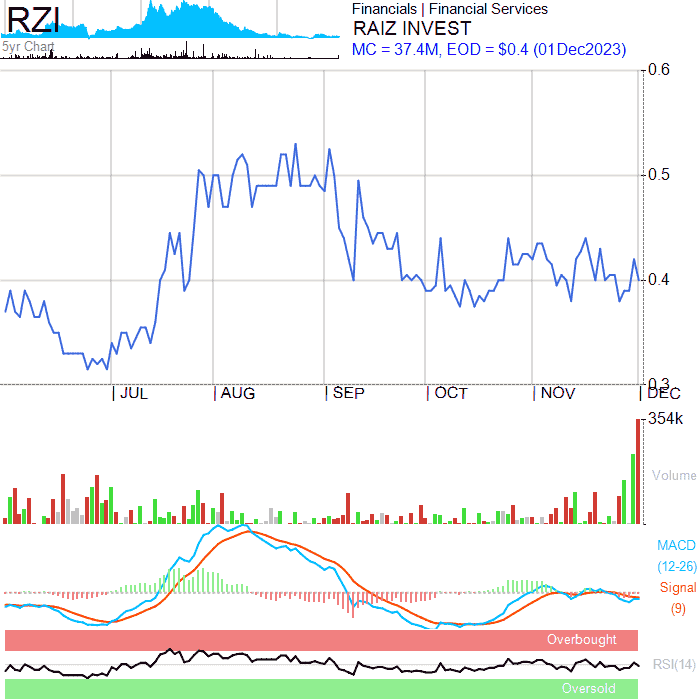 RZI
5yr Chart
Financials | Financial Services
RAIZ INVEST
MC = 37.4M, EOD = $0.4 (01Dec2023)
0.6
0.5
0.4
0.3
JUL AUG SEP OCT NOV DEC
354k
Volume
MACD
(12-26)
Signal
(9)
Overbought
RSI(14)
Oversold